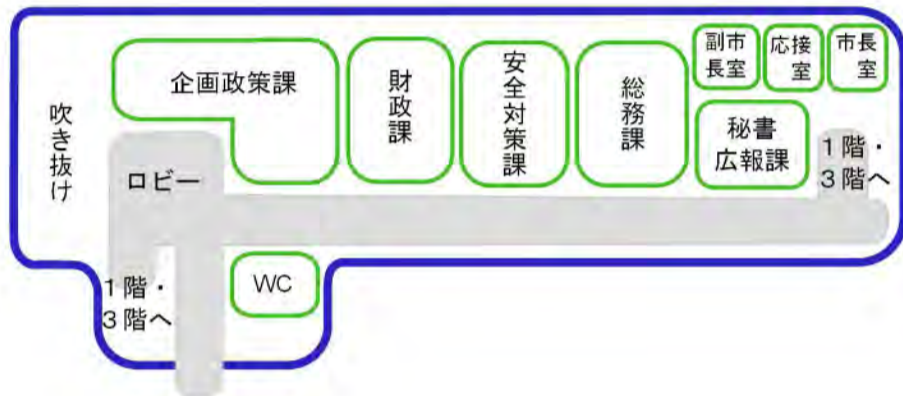 吹き抜け
企画政策課
財政課
安全対策課
総務課
副市
長室
応接
室
市長
室
秘書
広報課
1階・
3階へ
ロビー
1階・
3階へ
WC